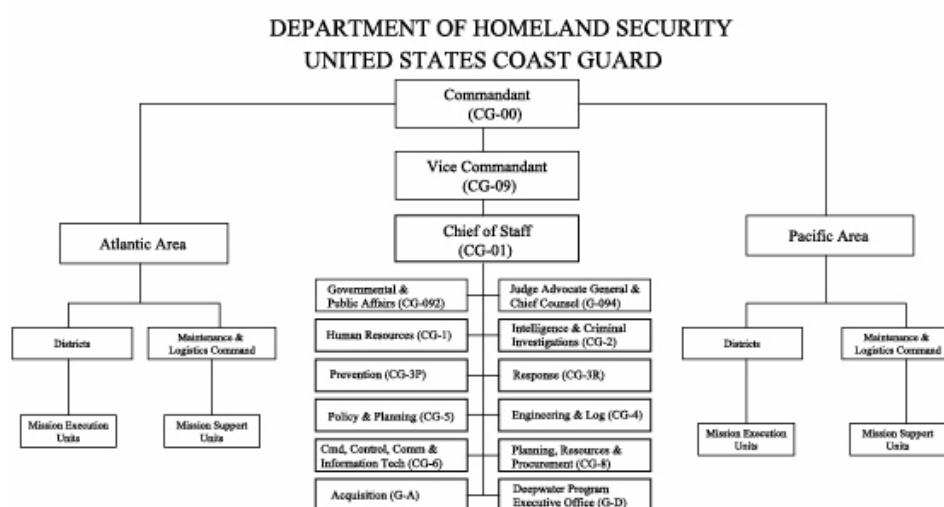 DEPARTMENT OF HOMELAND SECURITY
UNITED STATES COAST GUARD
Commandant
(CG-00)
Vice Commandant
(CG-09)
Chief of Staff
(CG-01)
Atlantic Area
Districts
Maintenance &
Logistics Command
Mission Execution
Units
Mission Support
Units
Governmental &
Public Affairs (CG-092)
Judge Advocate General &
Chief Counsel (G-094)
Human Resources (CG-1)
Intelligence & Criminal
Investigations (CG-2)
Prevention (CG-3P)
Response (CG-3R)
Policy & Planning (CG-5)
Engineering & Log (CG-4)
Cmd, Control, Comm &
Information Tech (CG-6)
Planning, Resources &
Procurement (CG-8)
Acquisition (G-A)
Deepwater Program
Executive Office (G-D)
Pacific Area
Districts
Maintenance &
Logistics Command
Mission Execution
Units
Mission Support
Units